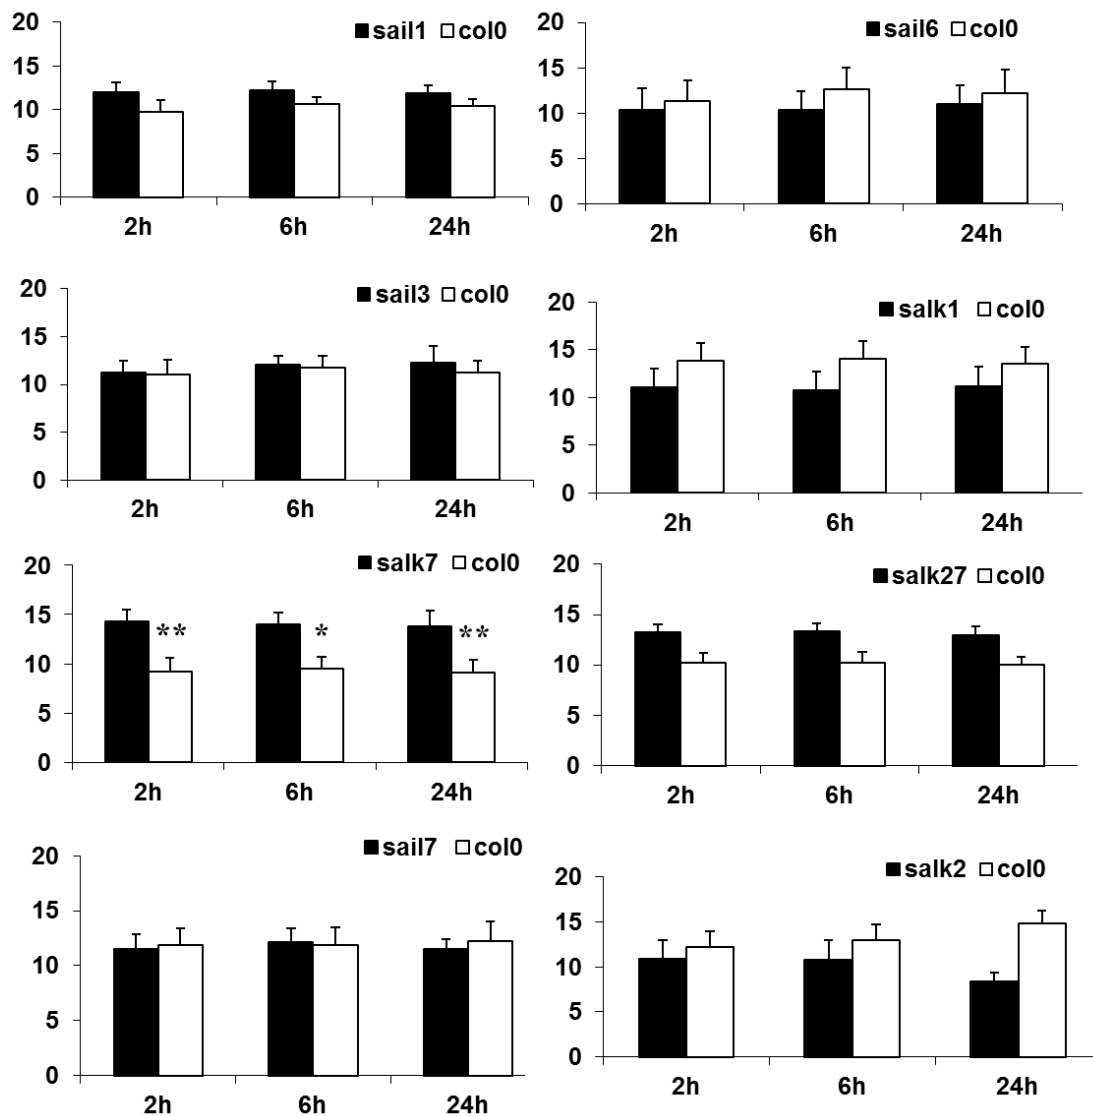 sail1 col0
20
15
10
5
0
2h 6h 24h
sail6 col0
20
15
10
5
0
2h 6h 24h
sail3 col0
20
15
10
5
0
2h 6h 24h
salk1 col0
20
15
10
5
0
2h 6h 24h
salk7 col0
20
15
10
5
0
** * **
2h 6h 24h
salk27 col0
20
15
10
5
0
2h 6h 24h
sail7 col0
20
15
10
5
0
2h 6h 24h
salk2 col0
20
15
10
5
0
2h 6h 24h